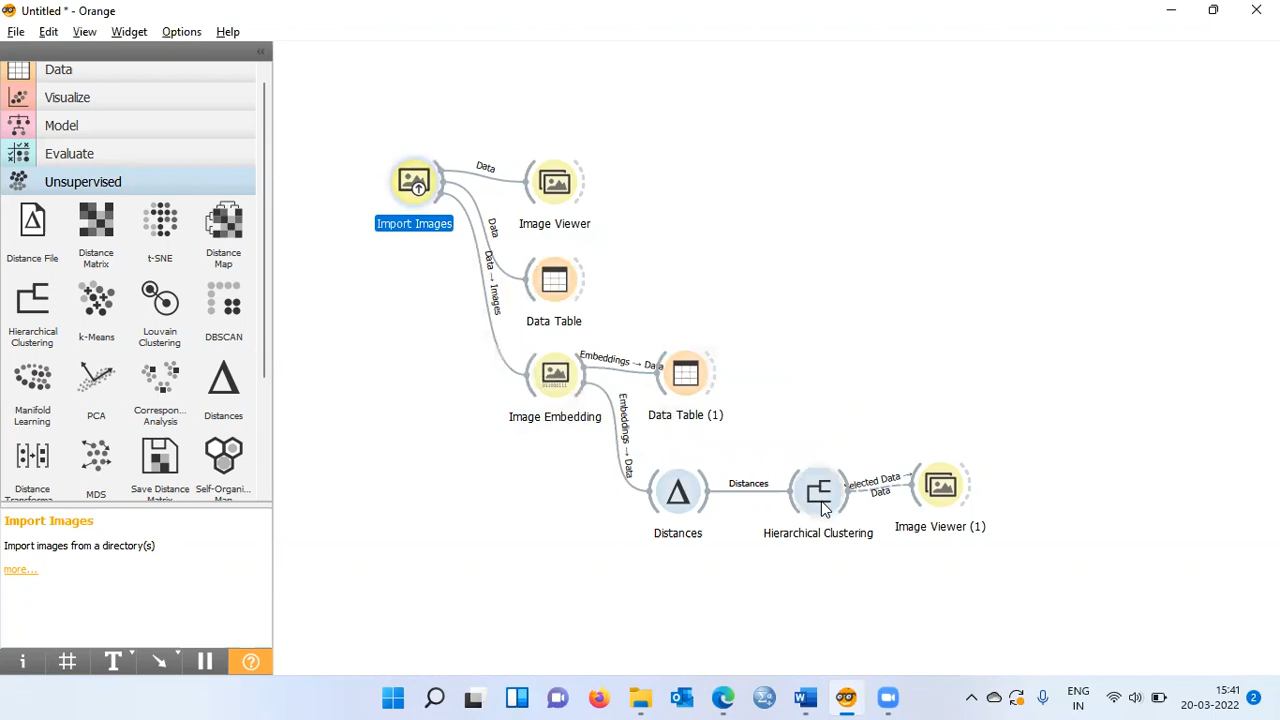 Untitled * - Orange
File Edit View Widget Options Help
Data
Visualize
Model
Evaluate
Unsupervised
Distance File
Distance Matrix
t-SNE
Distance Map
Hierarchical Clustering
k-Means
Louvain Clustering
DBSCAN
Manifold Learning
PCA
Correspon... Analysis
Distances
Distance
MDS
Save Distance
Self-Organi...
Import Images
Import images from a directory(s)
more...
Data
Import Images
Image Viewer
Data
Data → Images
Data Table
Embeddings → Data
Image Embedding
Data Table (1)
Embeddings → Data
Distances
Distances
Hierarchical Clustering
Selected Data →
Data
Image Viewer (1)
ENG
IN
15:41
20-03-2022
2